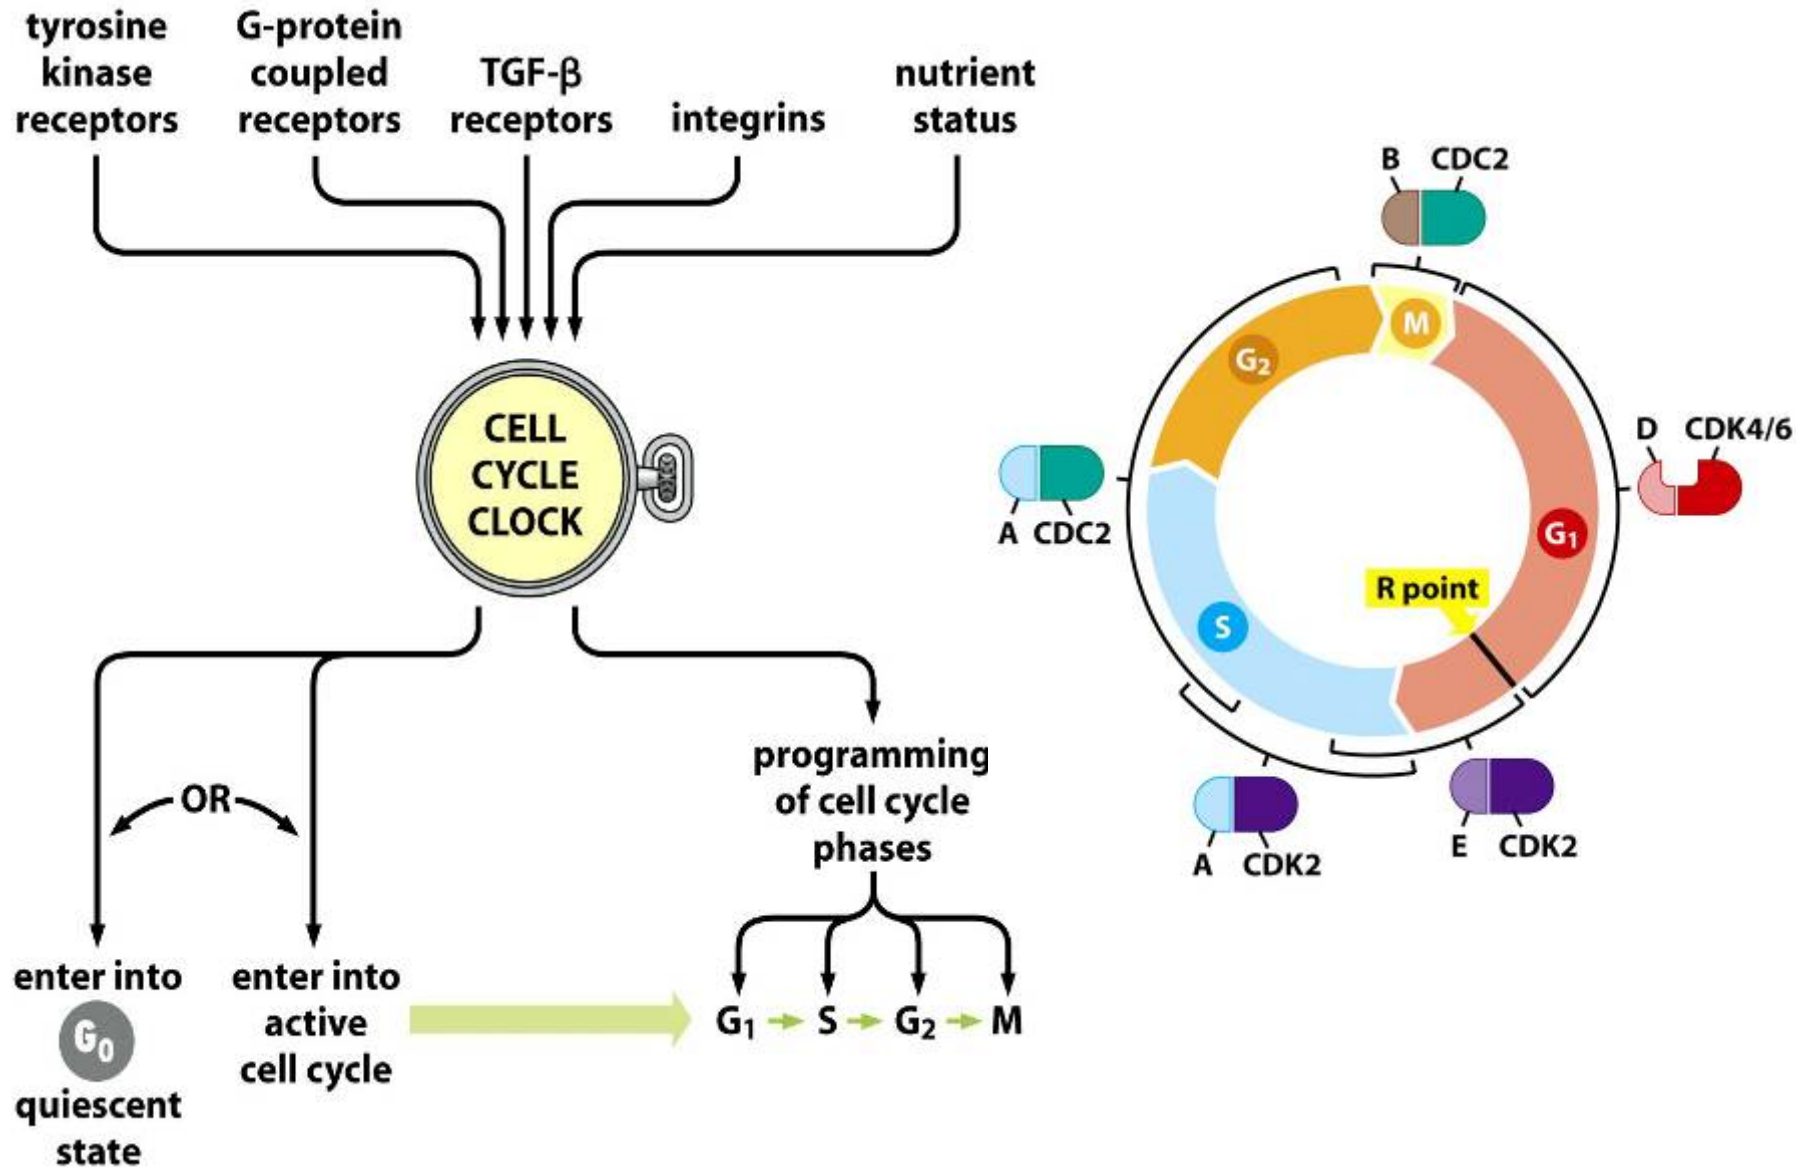 tyrosine
kinase
receptors
G-protein
coupled
receptors
TGF-β
receptors
integrins
nutrient
status
CELL
CYCLE
CLOCK
OR
enter into
G0
quiescent
state
enter into
active
cell cycle
programming
of cell cycle
phases
G1
S
G2
M
B CDC2
M
G2
D CDK4/6
G1
A CDC2
R point
S
A CDK2
E CDK2